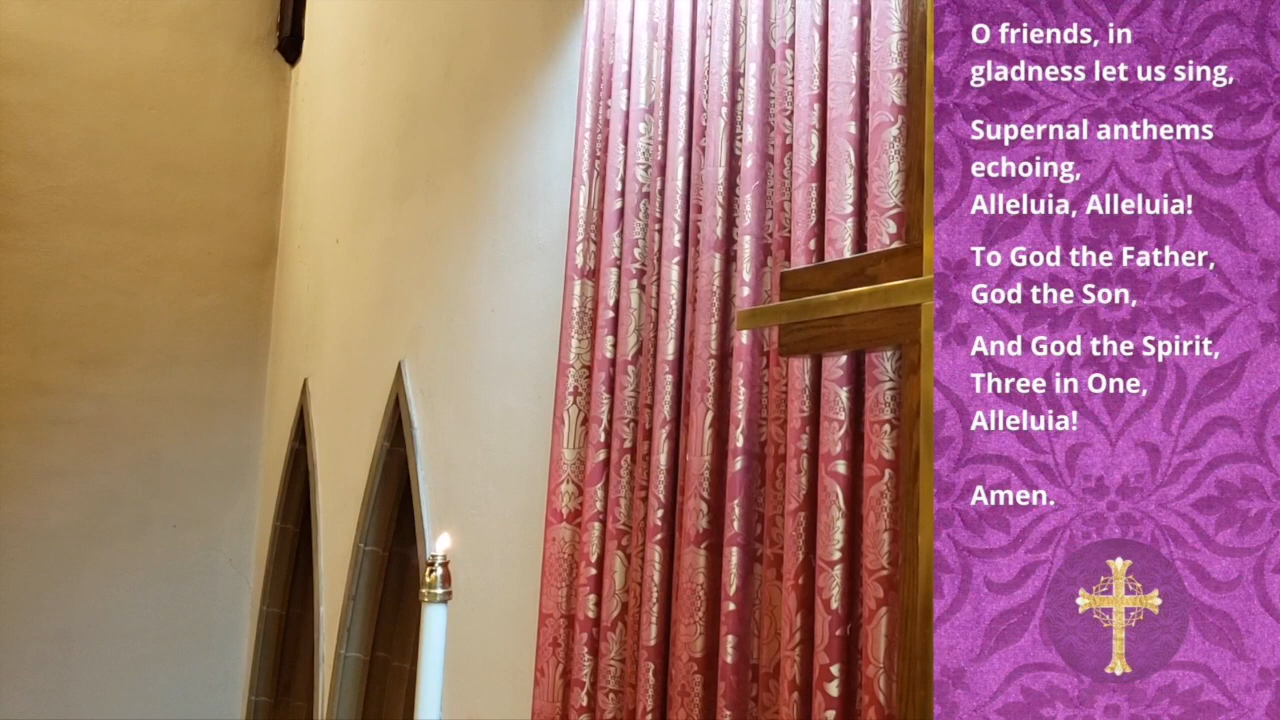 O friends, in
gladness let us sing,
Supernal anthems
echoing,
Alleluia, Alleluia!
To God the Father,
God the Son,
And God the Spirit,
Three in One,
Alleluia!
Amen.